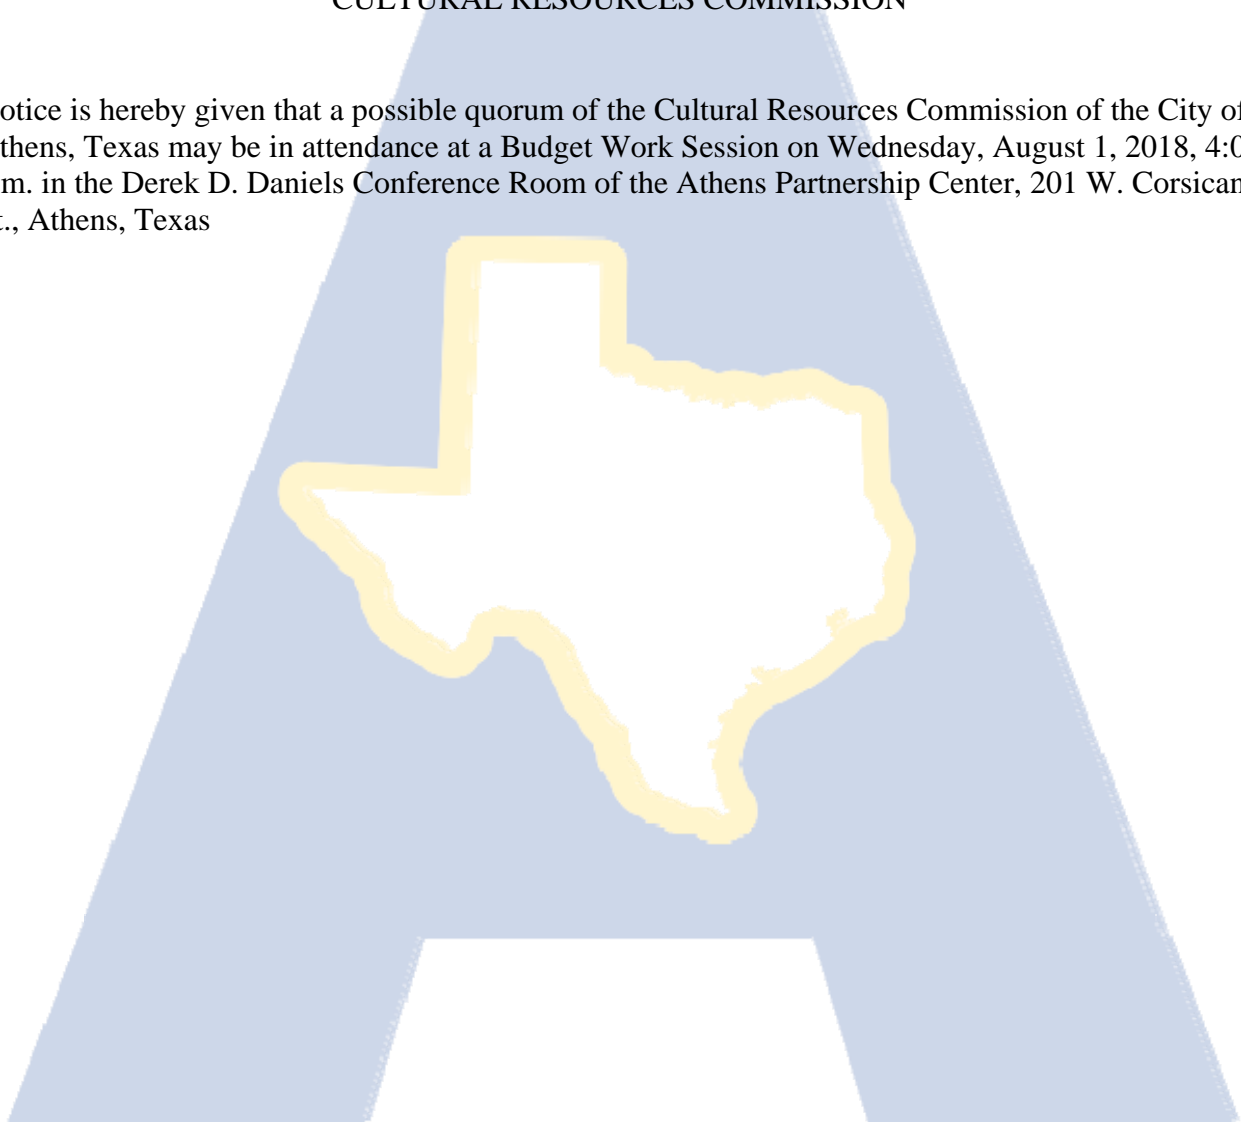 CULTURAL RESOURCES COMMISSION
otice is hereby given that a possible quorum of the Cultural Resources Commission of the City of
thens, Texas may be in attendance at a Budget Work Session on Wednesday, August 1, 2018, 4:0
m. in the Derek D. Daniels Conference Room of the Athens Partnership Center, 201 W. Corsican
t., Athens, Texas